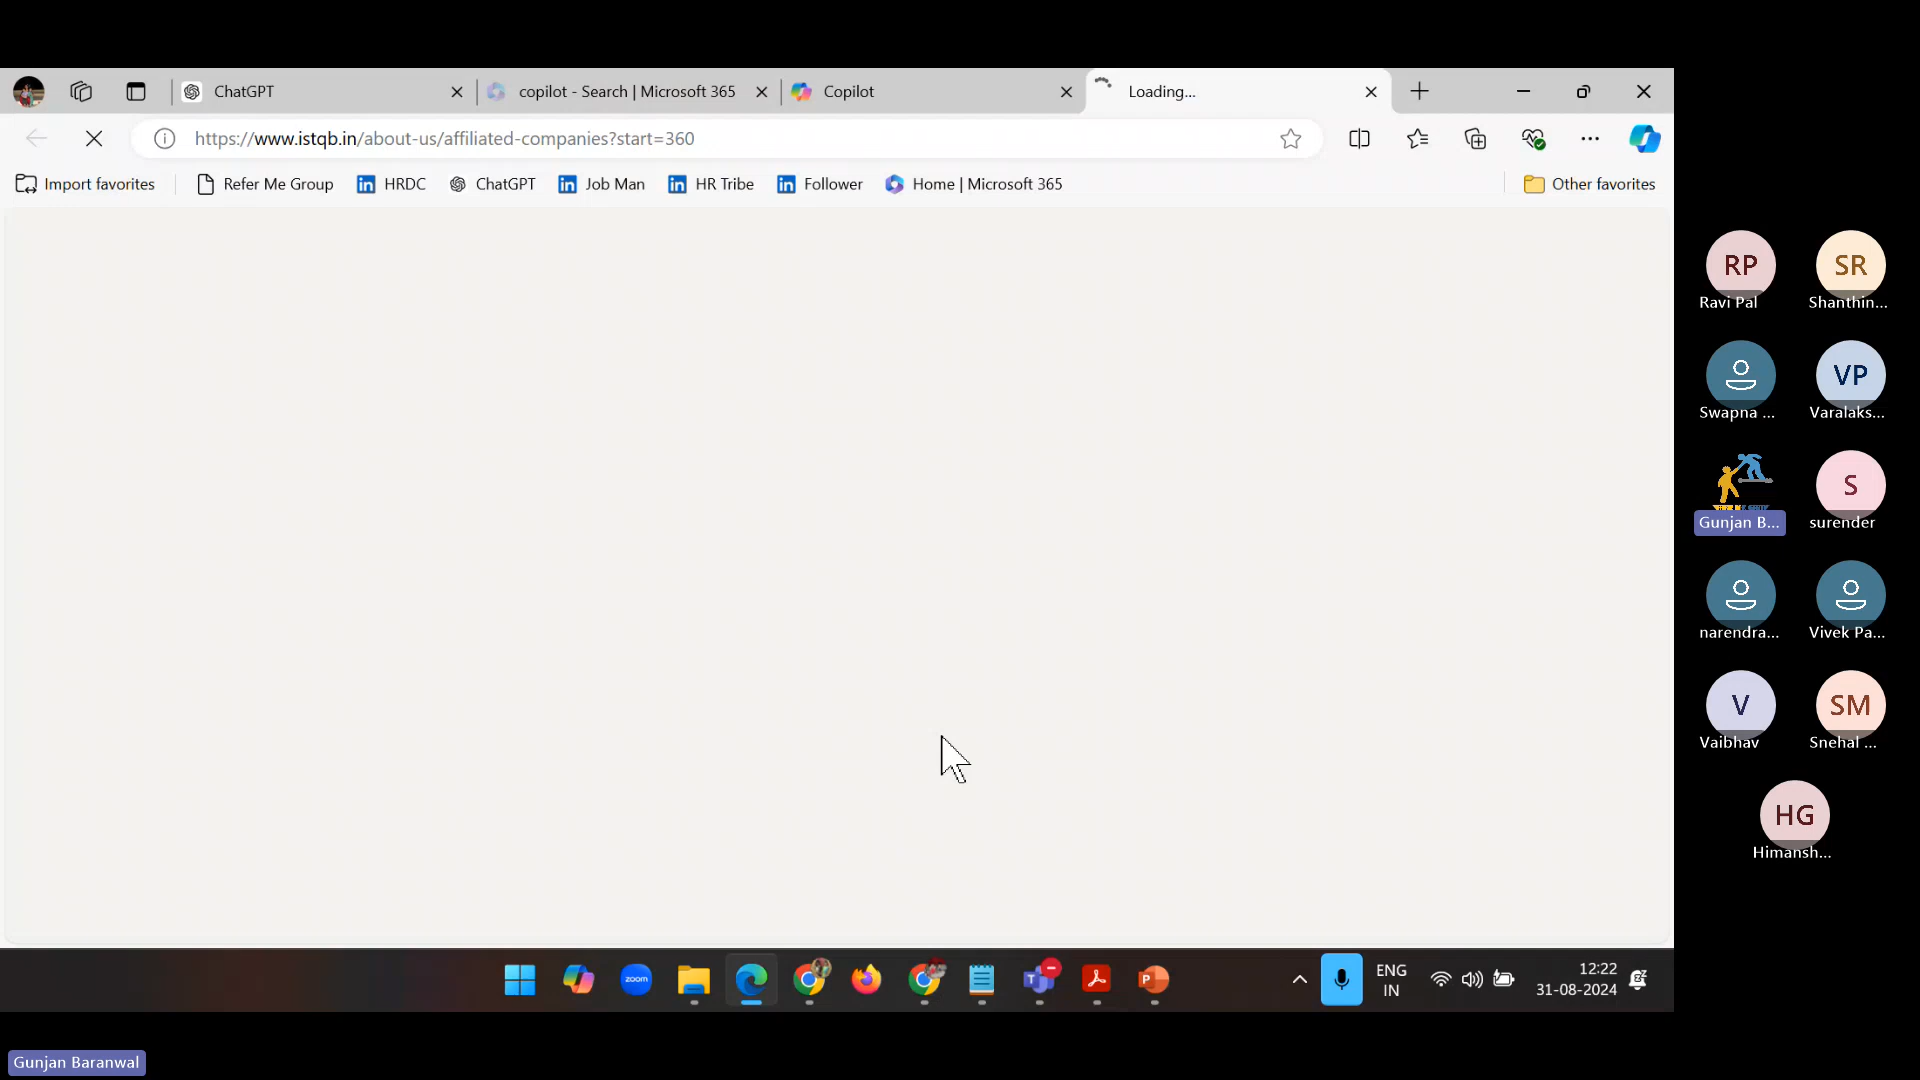 ChatGPT
copilot - Search | Microsoft 365
Copilot
Loading...
https://www.istqb.in/about-us/affiliated-companies?start=360
Import favorites
Refer Me Group
HRDC
ChatGPT
Job Man
HR Tribe
Follower
Home | Microsoft 365
Other favorites
RP
Ravi Pal
SR
Shanthin...
Swapna ...
VP
Varalaks...
Gunjan B...
S
surender
narendra...
Vivek Pa...
V
Vaibhav
SM
Snehal ...
HG
Himansh...
zoom
ENG
IN
12:22
31-08-2024
Gunjan Baranwal